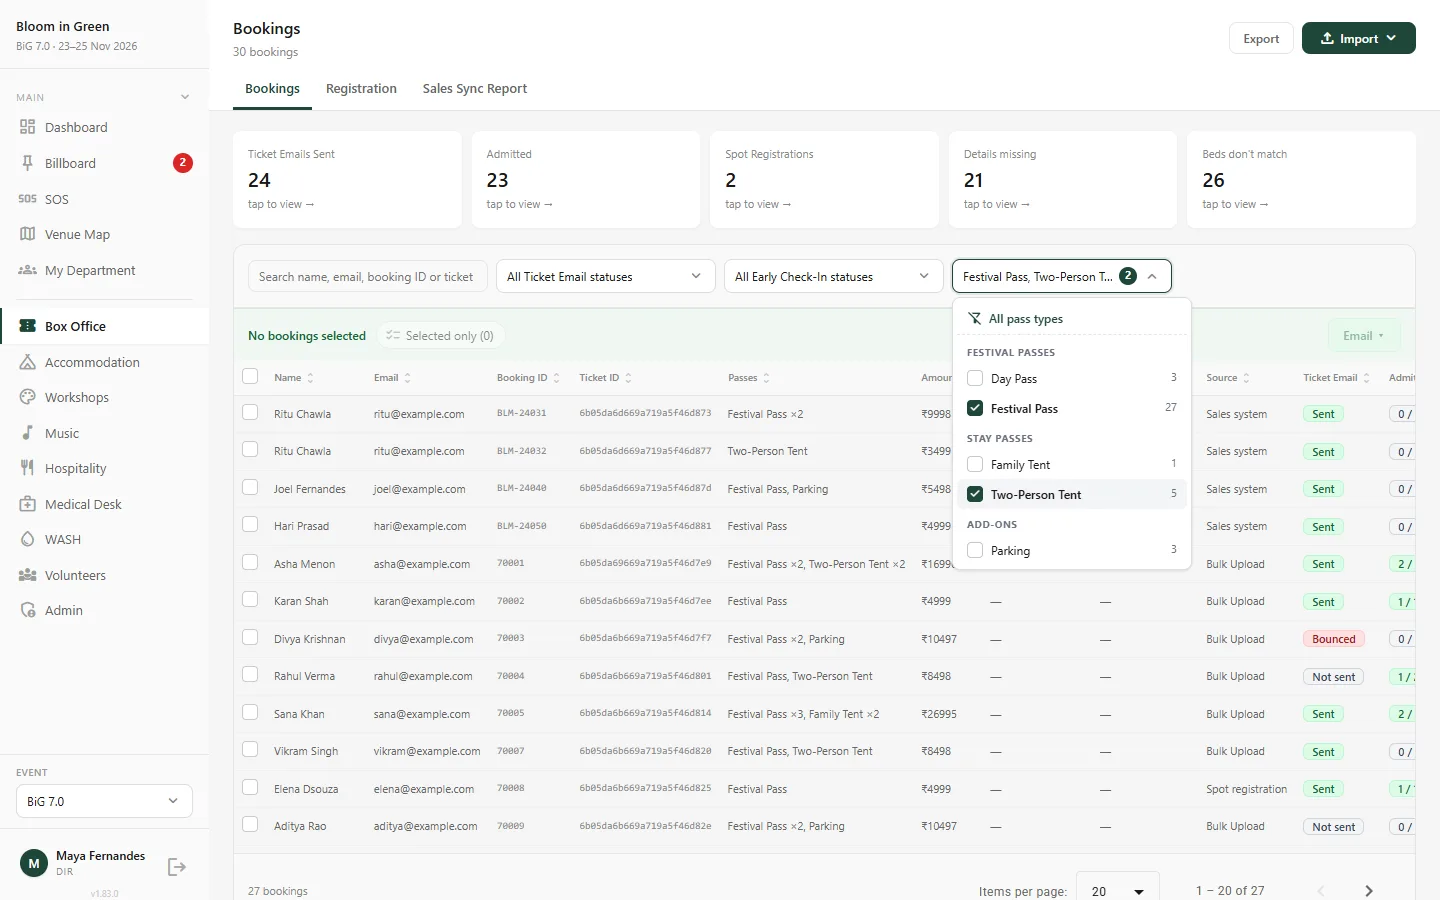 Bloom in Green
BiG 7.0 · 23–25 Nov 2026
MAIN
Dashboard
Billboard
2
SOS
SOS
Venue Map
My Department
Box Office
Accommodation
Workshops
Music
Hospitality
Medical Desk
WASH
Volunteers
Admin
EVENT
BiG 7.0
M
Maya Fernandes
DIR
v1.83.0
Bookings
30 bookings
Export
Import
Bookings
Registration
Sales Sync Report
Ticket Emails Sent
24
tap to view →
Admitted
23
tap to view →
Spot Registrations
2
tap to view →
Details missing
21
tap to view →
Beds don't match
26
tap to view →
Search name, email, booking ID or ticket
All Ticket Email statuses
All Early Check-In statuses
Festival Pass, Two-Person T... 2
All pass types
FESTIVAL PASSES
Day Pass 3
Festival Pass 27
STAY PASSES
Family Tent 1
Two-Person Tent 5
ADD-ONS
Parking 3
No bookings selected
Selected only (0)
Email
Name Email Booking ID Ticket ID Passes Amour Source Ticket Email Admit
Ritu Chawla ritu@example.com BLM-24031 6b05da6d669a719a5f46d873 Festival Pass ×2 ₹9998 Sales system Sent 0 /
Ritu Chawla ritu@example.com BLM-24032 6b05da6d669a719a5f46d877 Two-Person Tent ₹3499 Sales system Sent 0 /
Joel Fernandes joel@example.com BLM-24040 6b05da6d669a719a5f46d87d Festival Pass, Parking ₹5498 Sales system Sent 0 /
Hari Prasad hari@example.com BLM-24050 6b05da6d669a719a5f46d881 Festival Pass ₹4999 Sales system Sent 0 /
Asha Menon asha@example.com 70001 6b05da69669a719a5f46d7e9 Festival Pass ×2, Two-Person Tent ×2 ₹1699 Bulk Upload Sent 2 /
Karan Shah karan@example.com 70002 6b05da6b669a719a5f46d7ee Festival Pass ₹4999 — — Bulk Upload Sent 1 /
Divya Krishnan divya@example.com 70003 6b05da6b669a719a5f46d7f7 Festival Pass ×2, Parking ₹10497 — — Bulk Upload Bounced 0 /
Rahul Verma rahul@example.com 70004 6b05da6b669a719a5f46d801 Festival Pass, Two-Person Tent ₹8498 — — Bulk Upload Not sent 1 /
Sana Khan sana@example.com 70005 6b05da6b669a719a5f46d814 Festival Pass ×3, Family Tent ×2 ₹26995 — — Bulk Upload Sent 2 /
Vikram Singh vikram@example.com 70007 6b05da6b669a719a5f46d820 Festival Pass, Two-Person Tent ₹8498 — — Bulk Upload Sent 0 /
Elena Dsouza elena@example.com 70008 6b05da6b669a719a5f46d825 Festival Pass ₹4999 — — Spot registration Sent 1 /
Aditya Rao aditya@example.com 70009 6b05da6b669a719a5f46d82e Festival Pass ×2, Parking ₹10497 — — Bulk Upload Not sent 0 /
27 bookings
Items per page: 20
1 – 20 of 27